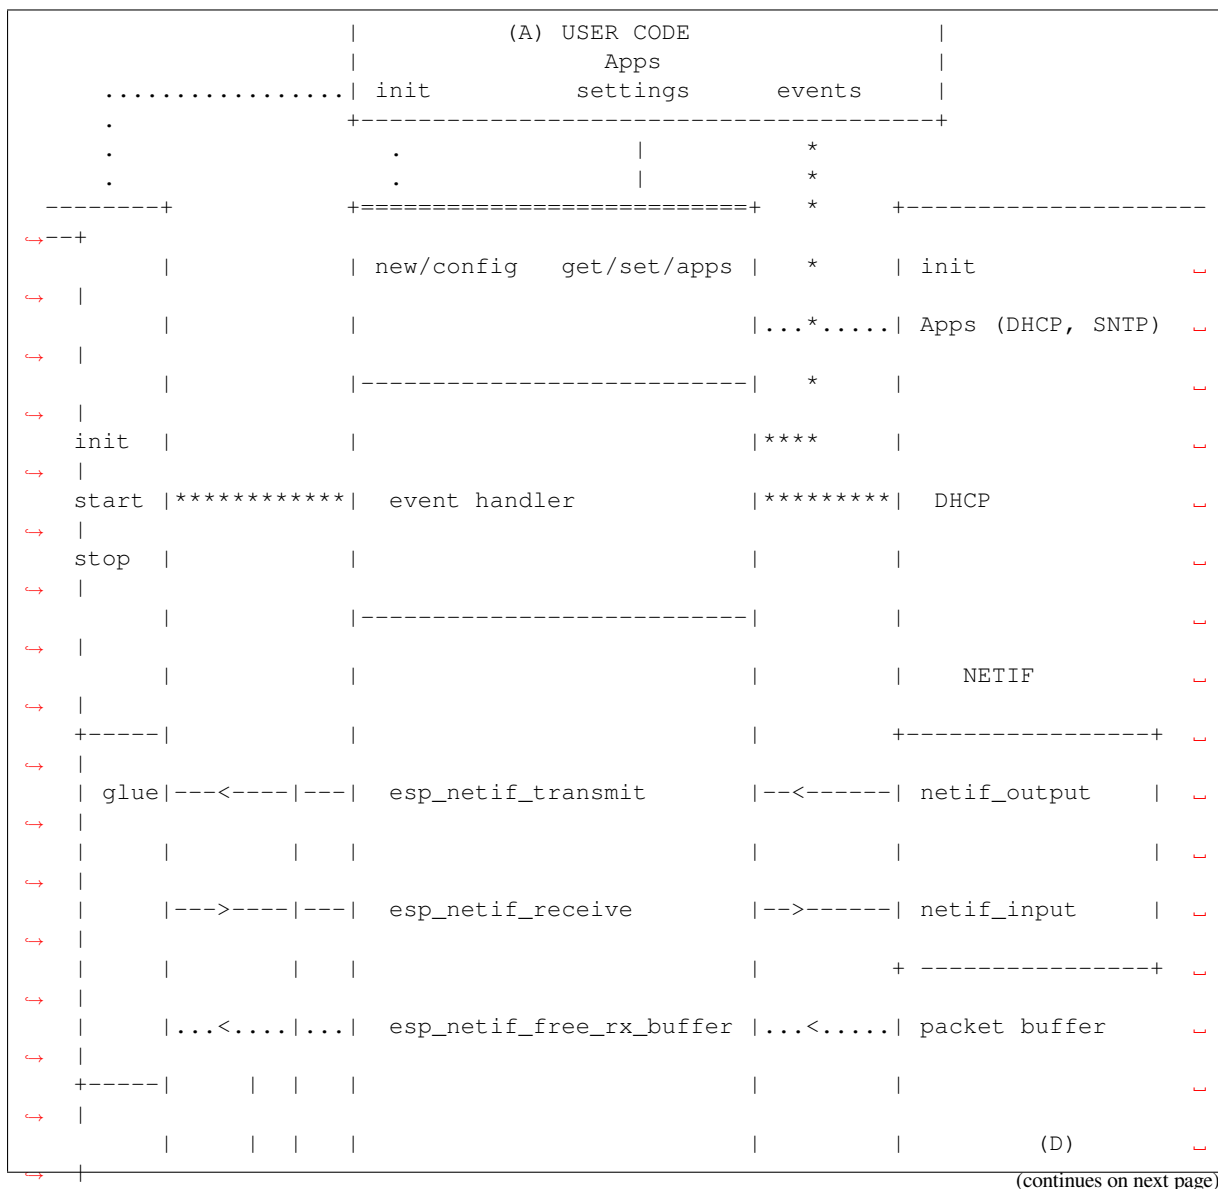 |          (A) USER CODE                 |
                      |                 Apps                   |
     .................| init          settings      events     |
     .                +----------------------------------------+
     .                   .                |           *
     .                   .                |           *
 --------+            +===========================+   *     +---------------------
↪--+
         |            | new/config   get/set/apps |   *     | init                ␣
↪  |
         |            |                           |...*.....| Apps (DHCP, SNTP)   ␣
↪  |
         |            |---------------------------|   *     |                     ␣
↪  |
   init  |            |                           |****     |                     ␣
↪  |
   start |************|  event handler            |*********|  DHCP               ␣
↪  |
   stop  |            |                           |         |                     ␣
↪  |
         |            |---------------------------|         |                     ␣
↪  |
         |            |                           |         |    NETIF            ␣
↪  |
   +-----|            |                           |         +-----------------+   ␣
↪  |
   | glue|---<----|---|  esp_netif_transmit       |--<------| netif_output    |   ␣
↪  |
   |     |        |   |                           |         |                 |   ␣
↪  |
   |     |--->----|---|  esp_netif_receive        |-->------| netif_input     |   ␣
↪  |
   |     |        |   |                           |         + ----------------+   ␣
↪  |
   |     |...<....|...|  esp_netif_free_rx_buffer |...<.....| packet buffer       ␣
↪  |
   +-----|     |  |   |                           |         |                     ␣
↪  |
         |     |  |   |                           |         |         (D)         ␣
↪  |
(continues on next page)